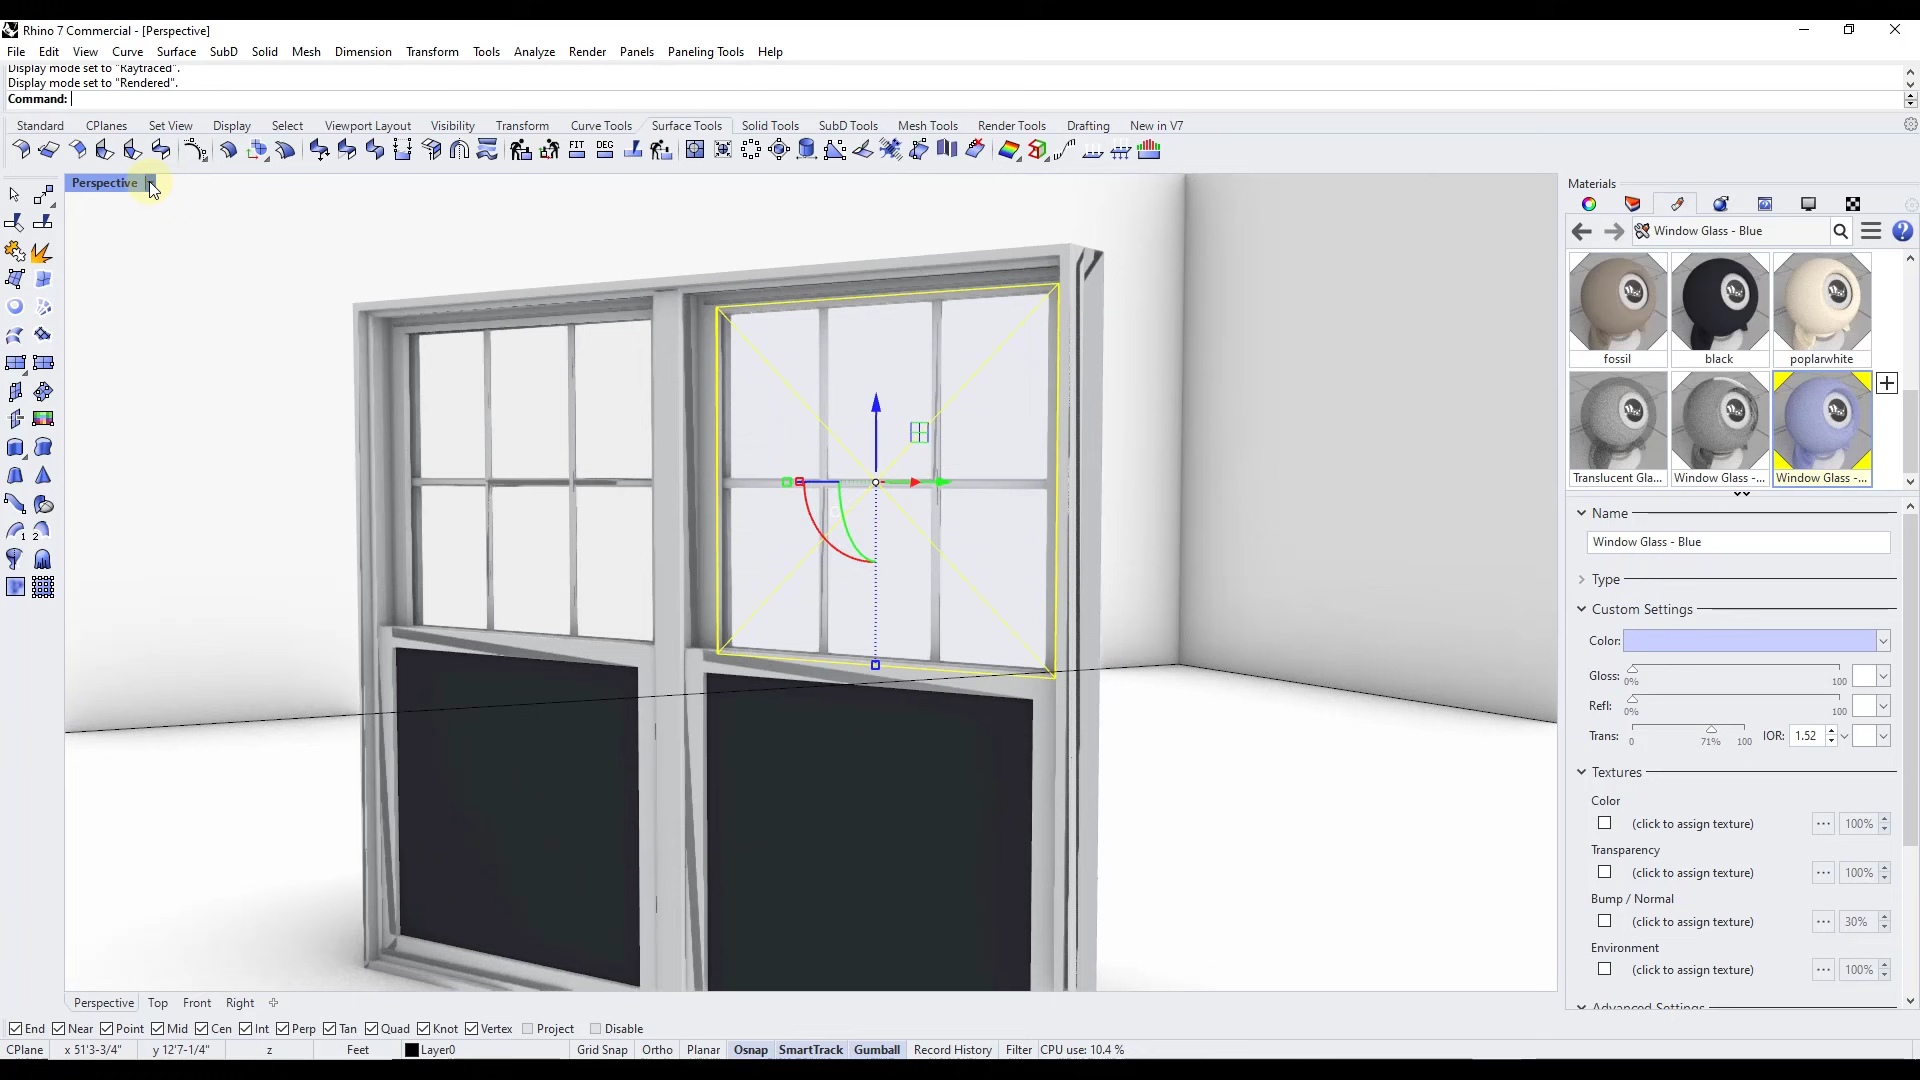 Rhino 7 Commercial - [Perspective]
File Edit View Curve Surface SubD Solid Mesh Dimension Transform Tools Analyze Render Panels Paneling Tools Help
Display mode set to "Raytraced".
Display mode set to "Rendered".
Command:
Standard CPlanes Set View Display Select Viewport Layout Visibility Transform Curve Tools Surface Tools Solid Tools SubD Tools Mesh Tools Render Tools Drafting New in V7
FIT DEG
Perspective
Materials
Window Glass - Blue
fossil black poplarwhite
Translucent Gla... Window Glass -... Window Glass -...
Name
Window Glass - Blue
Type
Custom Settings
Color:
Gloss: 0% 100
Refl: 0% 100
Trans: 0 71% 100 IOR: 1.52
Textures
Color
(click to assign texture) ... 100%
Transparency
(click to assign texture) ... 100%
Bump / Normal
(click to assign texture) ... 30%
Environment
(click to assign texture) ... 100%
Advanced Settings
Perspective Top Front Right
End Near Point Mid Cen Int Perp Tan Quad Knot Vertex Project Disable
CPlane x 51'3-3/4" y 12'7-1/4" z Feet Layer0 Grid Snap Ortho Planar Osnap SmartTrack Gumball Record History Filter CPU use: 10.4 %